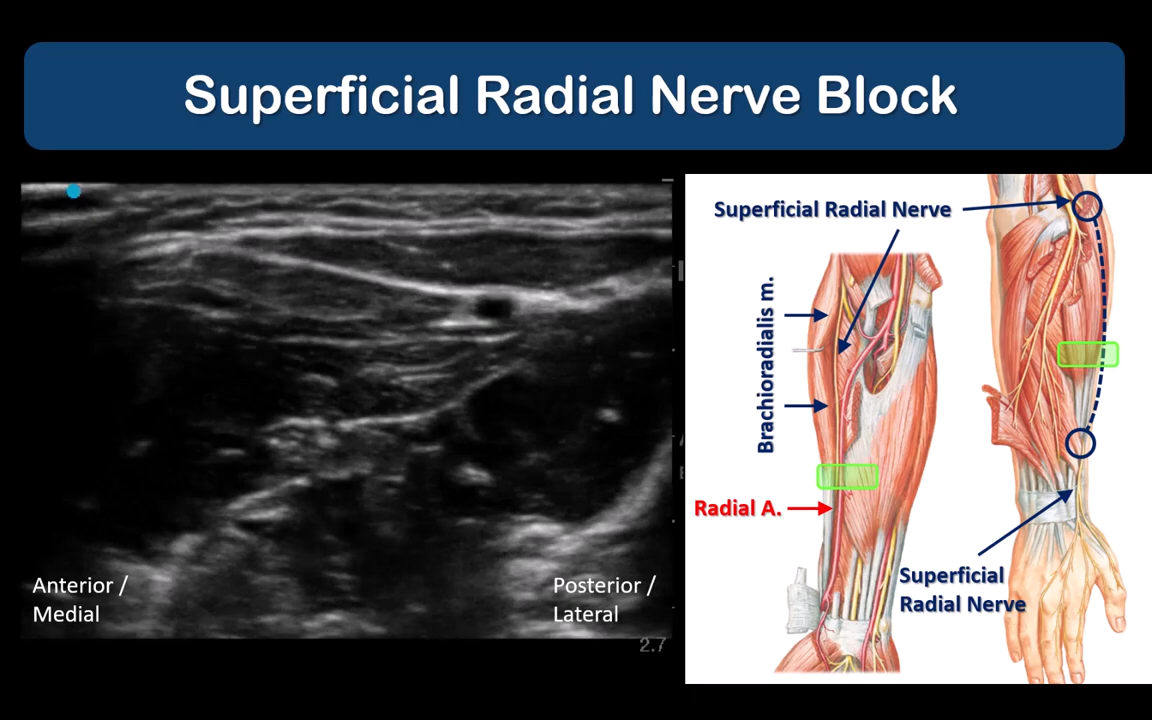 Superficial Radial Nerve Block
Anterior /
Medial
Posterior /
Lateral
2.7
Superficial Radial Nerve
Brachioradialis m.
Radial A.
Superficial
Radial Nerve